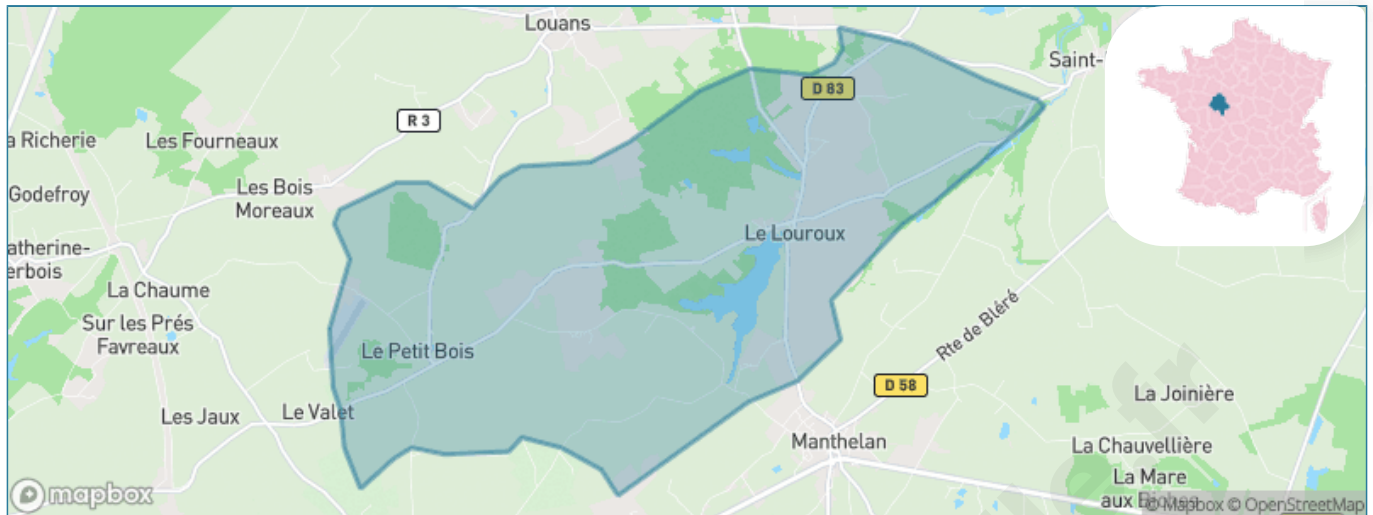 Louans
Saint-
D 83
R 3
a Richerie
Les Fourneaux
Les Bois
Moreaux
Godefroy
Le Louroux
atherine-
erbois
La Chaume
Sur les Prés
Favreaux
Rte de Bléré
Le Petit Bois
D 58
La Joinière
Les Jaux
Le Valet
Manthelan
La Chauvellière
La Mare
aux Biches
mapbox
© Mapbox © OpenStreetMap